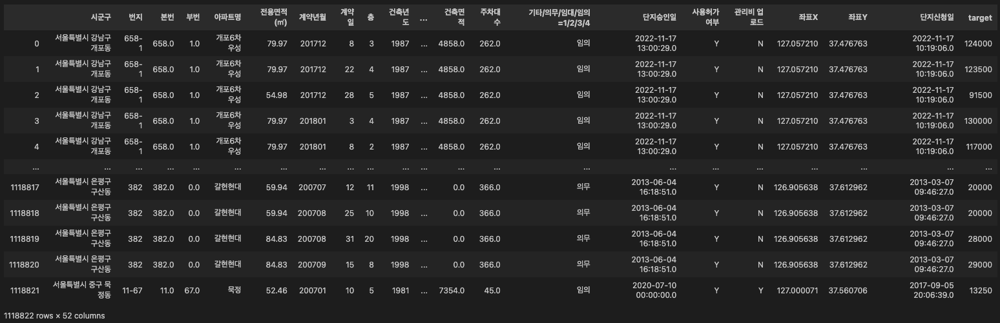 시군구 번지 본번 부번 아파트명 전용면적(㎡) 계약년월 계약일 층 건축년도 ... 건축면적 주차대수 기타/의무/임대/임의=1/2/3/4 단지승인일 사용허가여부 관리비 업로드 좌표X 좌표Y 단지신청일 target
0 서울특별시 강남구 개포동 658-1 658.0 1.0 개포6차우성 79.97 201712 8 3 1987 ... 4858.0 262.0 임의 2022-11-17 13:00:29.0 Y N 127.057210 37.476763 2022-11-17 10:19:06.0 124000
1 서울특별시 강남구 개포동 658-1 658.0 1.0 개포6차우성 79.97 201712 22 4 1987 ... 4858.0 262.0 임의 2022-11-17 13:00:29.0 Y N 127.057210 37.476763 2022-11-17 10:19:06.0 123500
2 서울특별시 강남구 개포동 658-1 658.0 1.0 개포6차우성 54.98 201712 28 5 1987 ... 4858.0 262.0 임의 2022-11-17 13:00:29.0 Y N 127.057210 37.476763 2022-11-17 10:19:06.0 91500
3 서울특별시 강남구 개포동 658-1 658.0 1.0 개포6차우성 79.97 201801 3 4 1987 ... 4858.0 262.0 임의 2022-11-17 13:00:29.0 Y N 127.057210 37.476763 2022-11-17 10:19:06.0 130000
4 서울특별시 강남구 개포동 658-1 658.0 1.0 개포6차우성 79.97 201801 8 2 1987 ... 4858.0 262.0 임의 2022-11-17 13:00:29.0 Y N 127.057210 37.476763 2022-11-17 10:19:06.0 117000
... ... ... ... ... ... ... ... ... ... ... ... ... ... ... ... ... ... ... ... ... ...
1118817 서울특별시 은평구 구산동 382 382.0 0.0 갈현현대 59.94 200707 12 11 1998 ... 0.0 366.0 의무 2013-06-04 16:18:51.0 Y N 126.905638 37.612962 2013-03-07 09:46:27.0 20000
1118818 서울특별시 은평구 구산동 382 382.0 0.0 갈현현대 59.94 200708 25 10 1998 ... 0.0 366.0 의무 2013-06-04 16:18:51.0 Y N 126.905638 37.612962 2013-03-07 09:46:27.0 20000
1118819 서울특별시 은평구 구산동 382 382.0 0.0 갈현현대 84.83 200708 31 20 1998 ... 0.0 366.0 의무 2013-06-04 16:18:51.0 Y N 126.905638 37.612962 2013-03-07 09:46:27.0 28000
1118820 서울특별시 은평구 구산동 382 382.0 0.0 갈현현대 84.83 200709 15 8 1998 ... 0.0 366.0 의무 2013-06-04 16:18:51.0 Y N 126.905638 37.612962 2013-03-07 09:46:27.0 29000
1118821 서울특별시 중구 묵정동 11-67 11.0 67.0 묵정 52.46 200701 10 5 1981 ... 7354.0 45.0 임의 2020-07-10 00:00:00.0 Y Y 127.000071 37.560706 2017-09-05 20:06:39.0 13250
1118822 rows × 52 columns